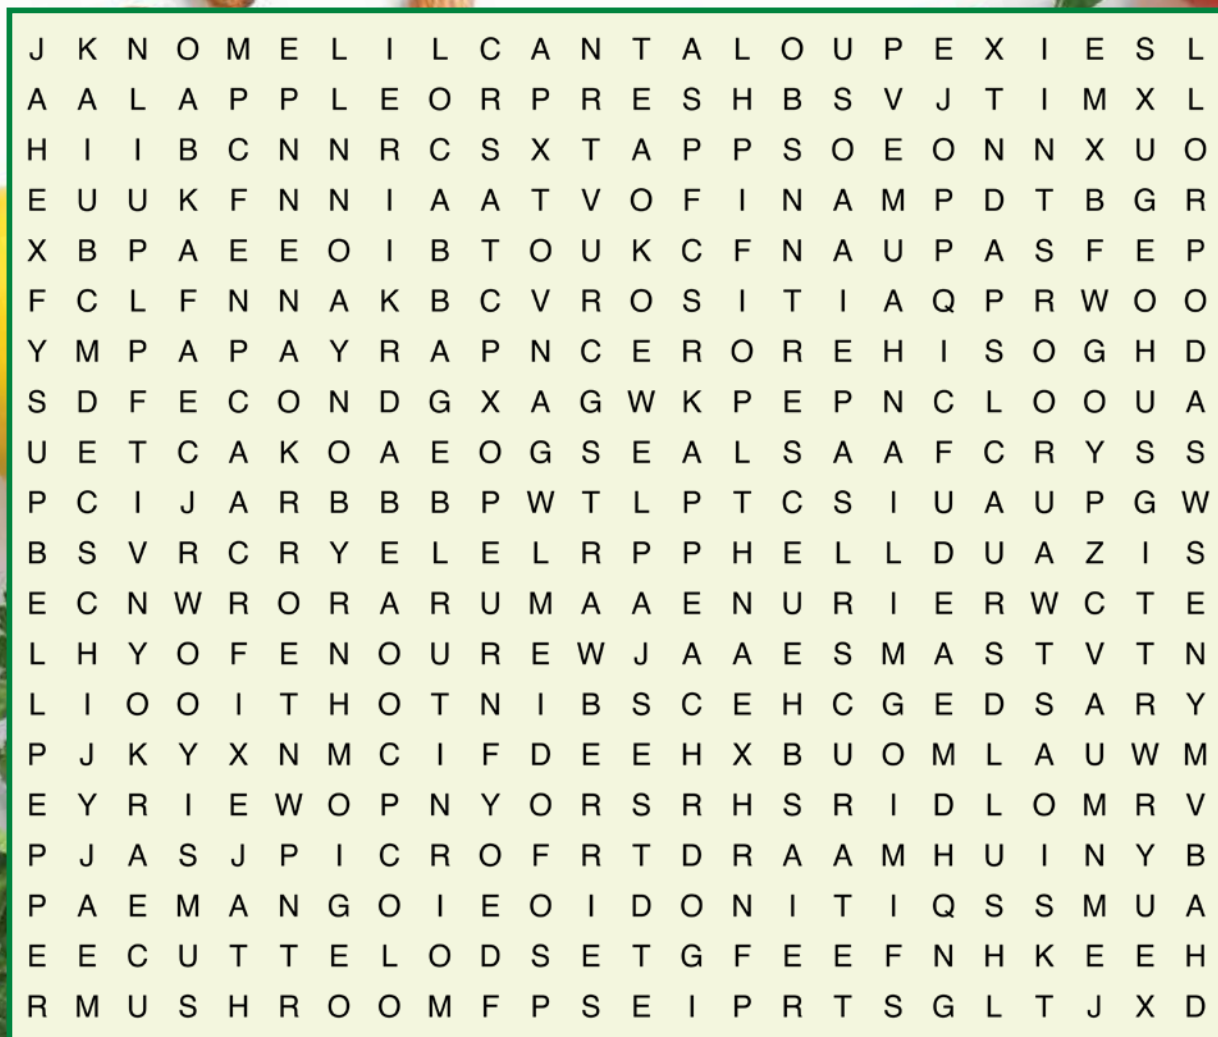 J K N O M E L I L C A N T A L O U P E X I E S L
A A L A P P L E O R P R E S H B S V J T I M X L
H I I B C N N R C S X T A P P S O E O N N X U O
E U U K F N N I A A T V O F I N A M P D T B G R
X B P A E E O I B T O U K C F N A U P A S F E P
F C L F N N A K B C V R O S I T I A Q P R W O O
Y M P A P A Y R A P N C E R O R E H I S O G H D
S D F E C O N D G X A G W K P E P N C L O O U A
U E T C A K O A E O G S E A L S A A F C R Y S S
P C I J A R B B B P W T L P T C S I U A U P G W
B S V R C R Y E L E L R P P H E L L D U A Z I S
E C N W R O R A R U M A A E N U R I E R W C T E
L H Y O F E N O U R E W J A A E S M A S T V T N
L I O O I T H O T N I B S C E H C G E D S A R Y
P J K Y X N M C I F D E E H X B U O M L A U W M
E Y R I E W O P N Y O R S R H S R I D L O M R V
P J A S J P I C R O F R T D R A A M H U I N Y B
P A E M A N G O I E O I D O N I T I Q S S M U A
E E C U T T E L O D S E T G F E E F N H K E E H
R M U S H R O O M F P S E I P R T S G L T J X D